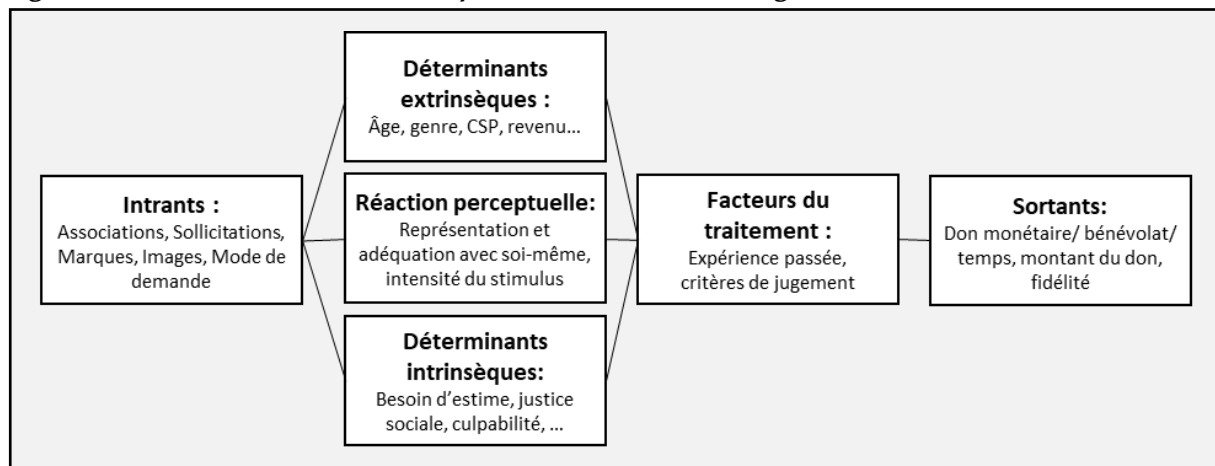 Déterminants
extrinsèques :
Âge, genre, CSP, revenu...
Intrants :
Associations, Sollicitations,
Marques, Images, Mode de
demande
Réaction perceptuelle:
Représentation et
adéquation avec soi-même,
intensité du stimulus
Déterminants
intrinsèques:
Besoin d’estime, justice
sociale, culpabilité, ...
Facteurs du
traitement :
Expérience passée,
critères de jugement
Sortants:
Don monétaire/ bénévolat/
temps, montant du don,
fidélité